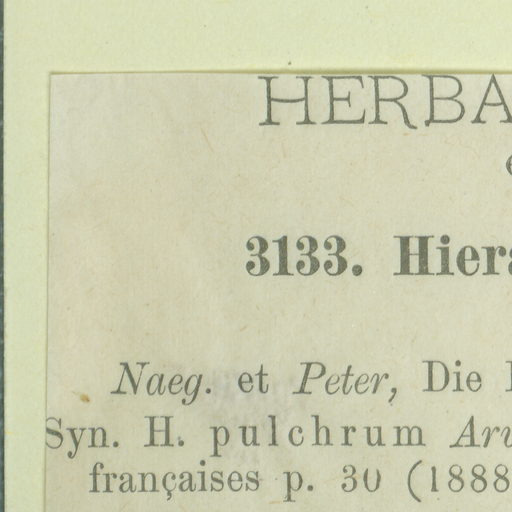 HERBA
3133. Hiera
Naeg. et Peter, Die
Syn. H. pulchrum Arv
françaises p. 30 (1888